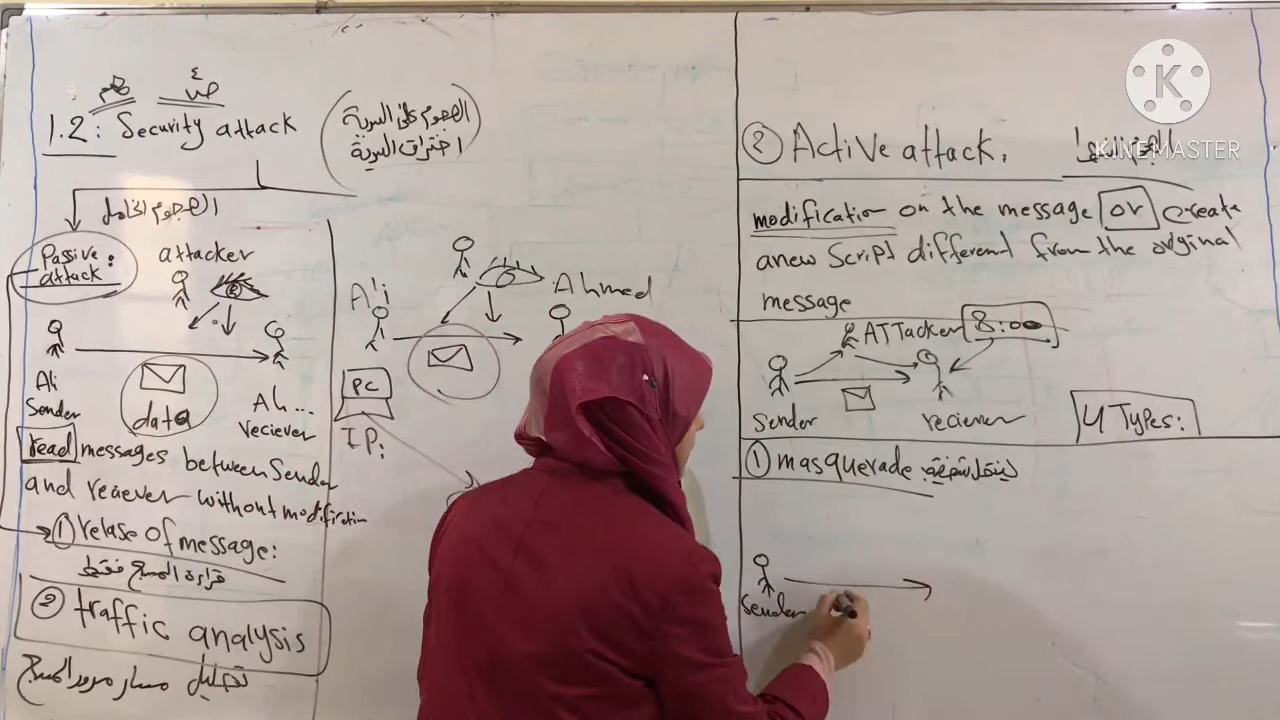 1.2: Security attack
الهجوم على السرية
اختراق السرية
الهجوم الخامل
Passive:
attack
attacker
Ali
Sender
data
Ah...
reciever
read messages between Sender
and reciever without modification
① relase of message:
قراءة المسج فقط
② traffic analysis
تحليل مسار مرور المسج
Ali
Ahmed
PC
IP:
② Active attack.
modification on the message or create
a new Script different from the original
message
ATTacker 8:00
sender
reciever
4 Types:
① masquerade
Sender
K
KINEMASTER